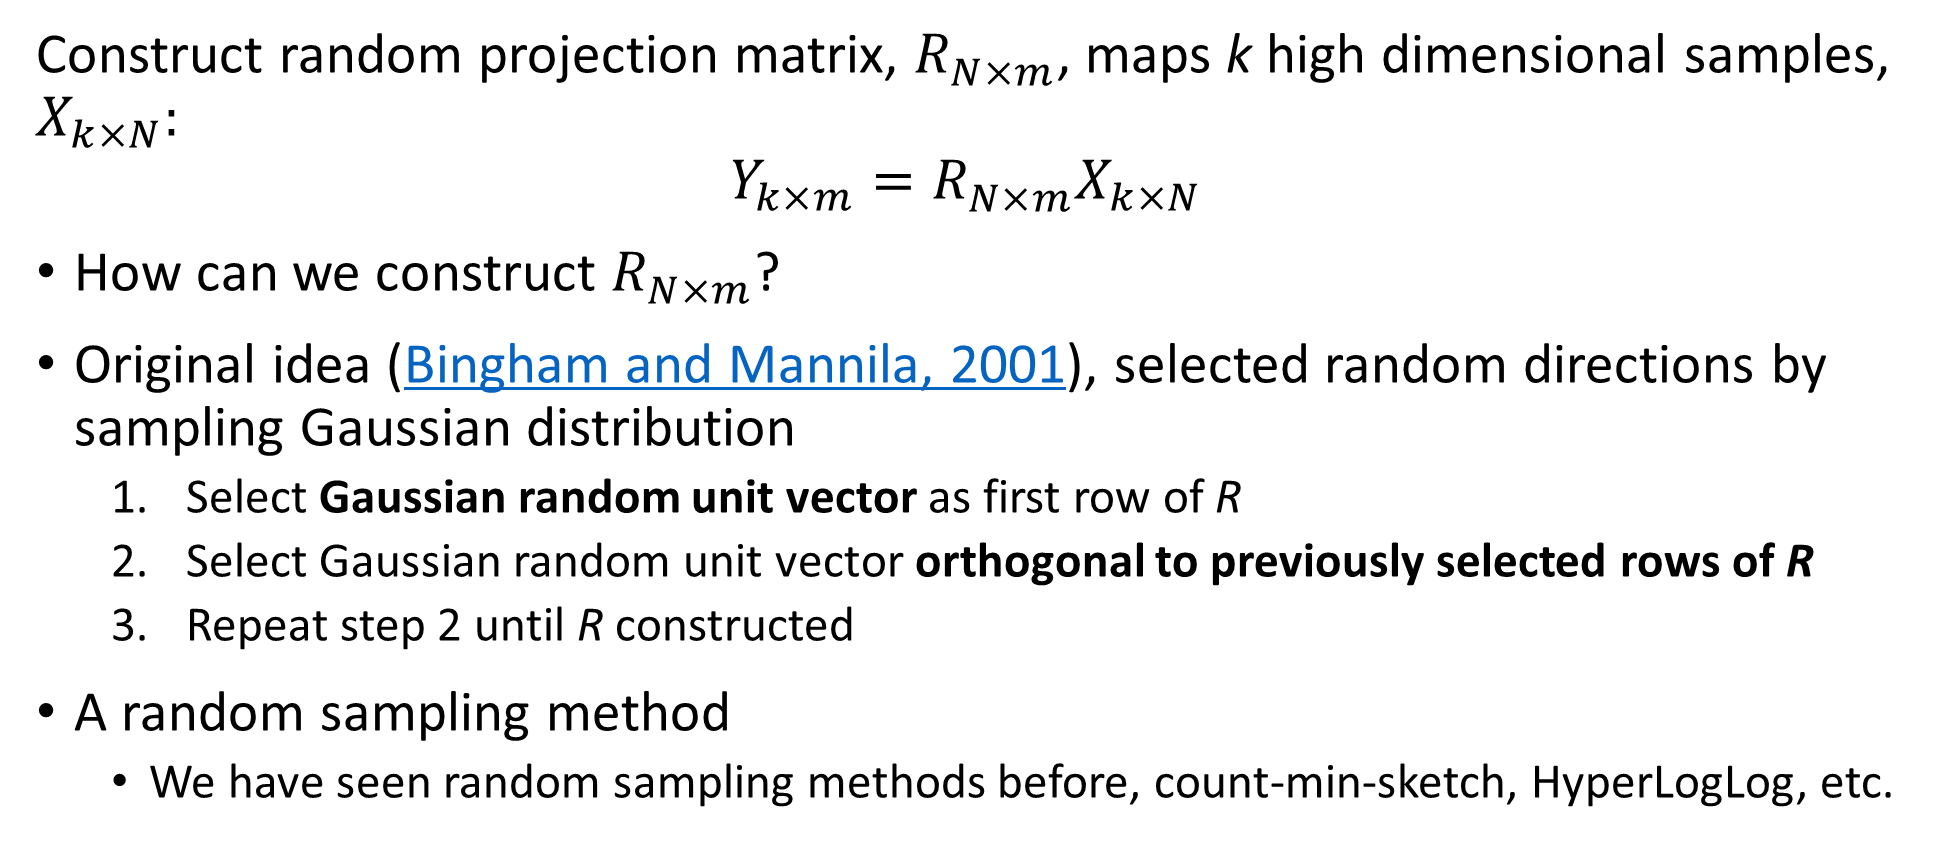 Construct random projection matrix, R_{N×m}, maps k high dimensional samples,
X_{k×N}:
Y_{k×m} = R_{N×m}X_{k×N}
• How can we construct R_{N×m}?
• Original idea (Bingham and Mannila, 2001), selected random directions by
sampling Gaussian distribution
1. Select Gaussian random unit vector as first row of R
2. Select Gaussian random unit vector orthogonal to previously selected rows of R
3. Repeat step 2 until R constructed
• A random sampling method
• We have seen random sampling methods before, count-min-sketch, HyperLogLog, etc.